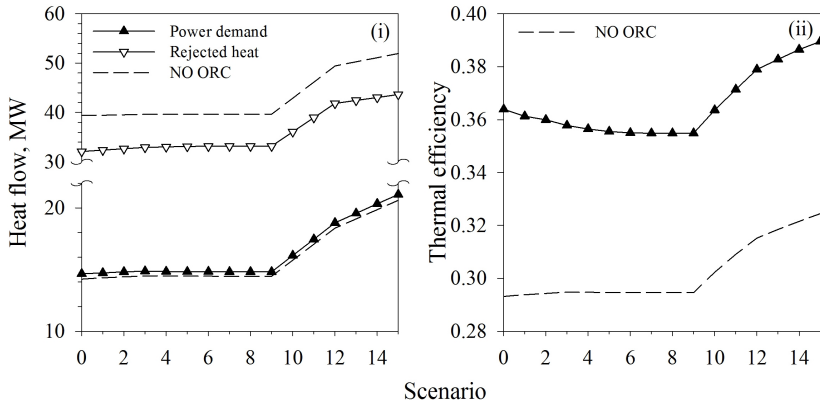 (i)
Power demand
Rejected heat
NO ORC
Heat flow, MW
60
50
40
30
20
10
0 2 4 6 8 10 12 14
(ii)
NO ORC
Thermal efficiency
0.40
0.38
0.36
0.34
0.32
0.30
0.28
0 2 4 6 8 10 12 14
Scenario